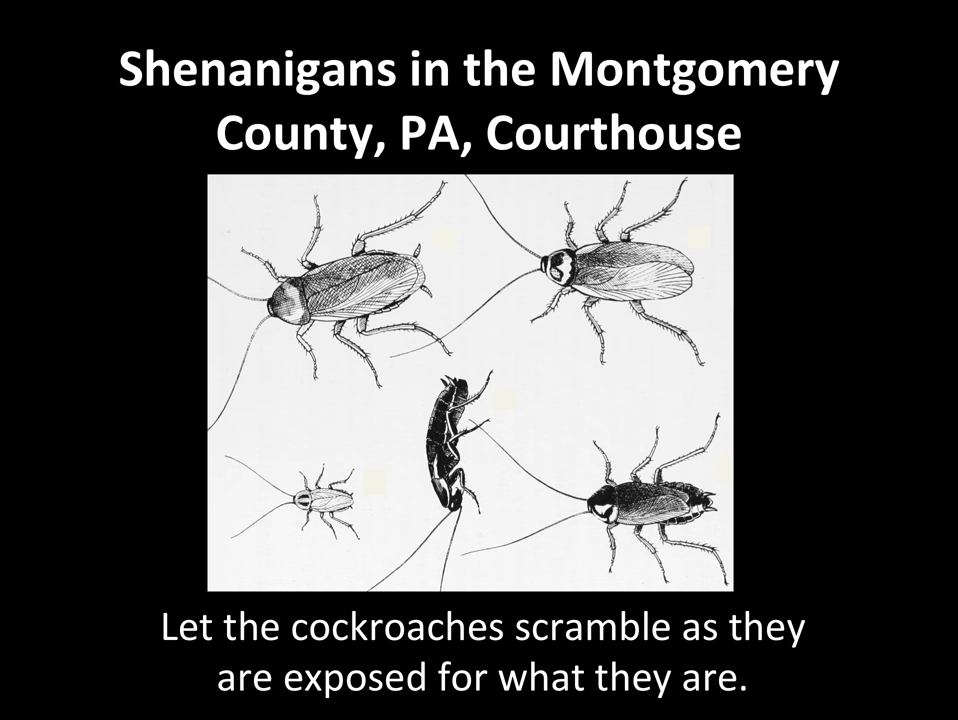 Shenanigans in the Montgomery
County, PA, Courthouse
Let the cockroaches scramble as they
are exposed for what they are.